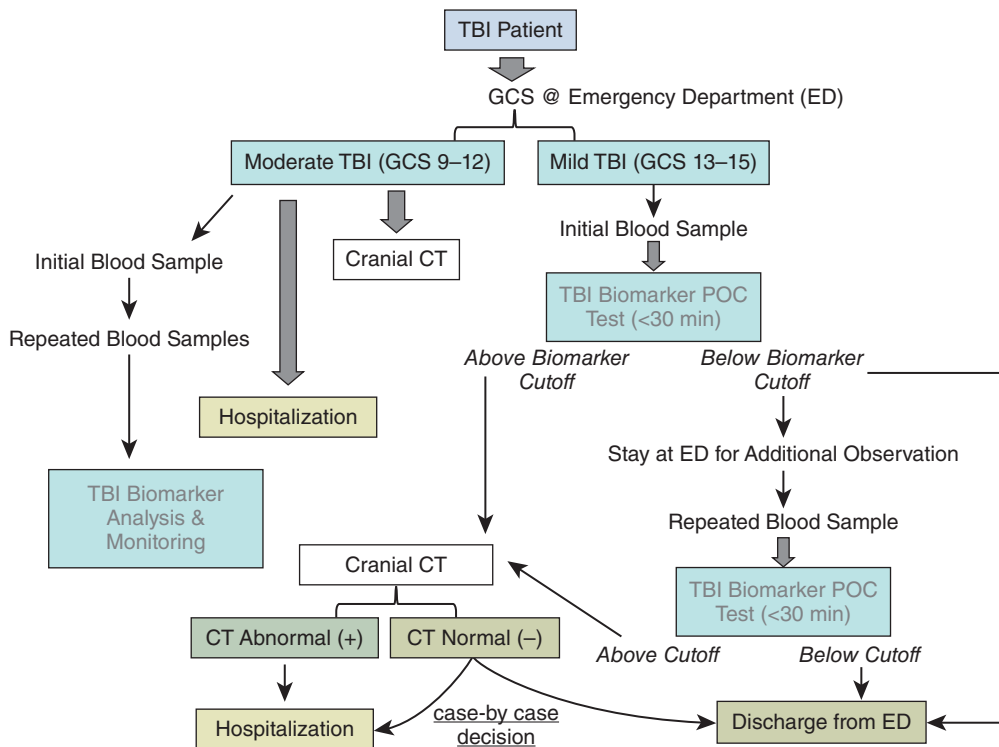 TBI Patient
GCS @ Emergency Department (ED)
Moderate TBI (GCS 9–12)
Mild TBI (GCS 13–15)
Initial Blood Sample
Cranial CT
Initial Blood Sample
TBI Biomarker POC
Test (<30 min)
Repeated Blood Samples
Above Biomarker
Cutoff
Below Biomarker
Cutoff
Hospitalization
Stay at ED for Additional Observation
TBI Biomarker
Analysis &
Monitoring
Repeated Blood Sample
Cranial CT
TBI Biomarker POC
Test (<30 min)
CT Abnormal (+)
CT Normal (–)
Above Cutoff
Below Cutoff
Hospitalization
case-by case
decision
Discharge from ED